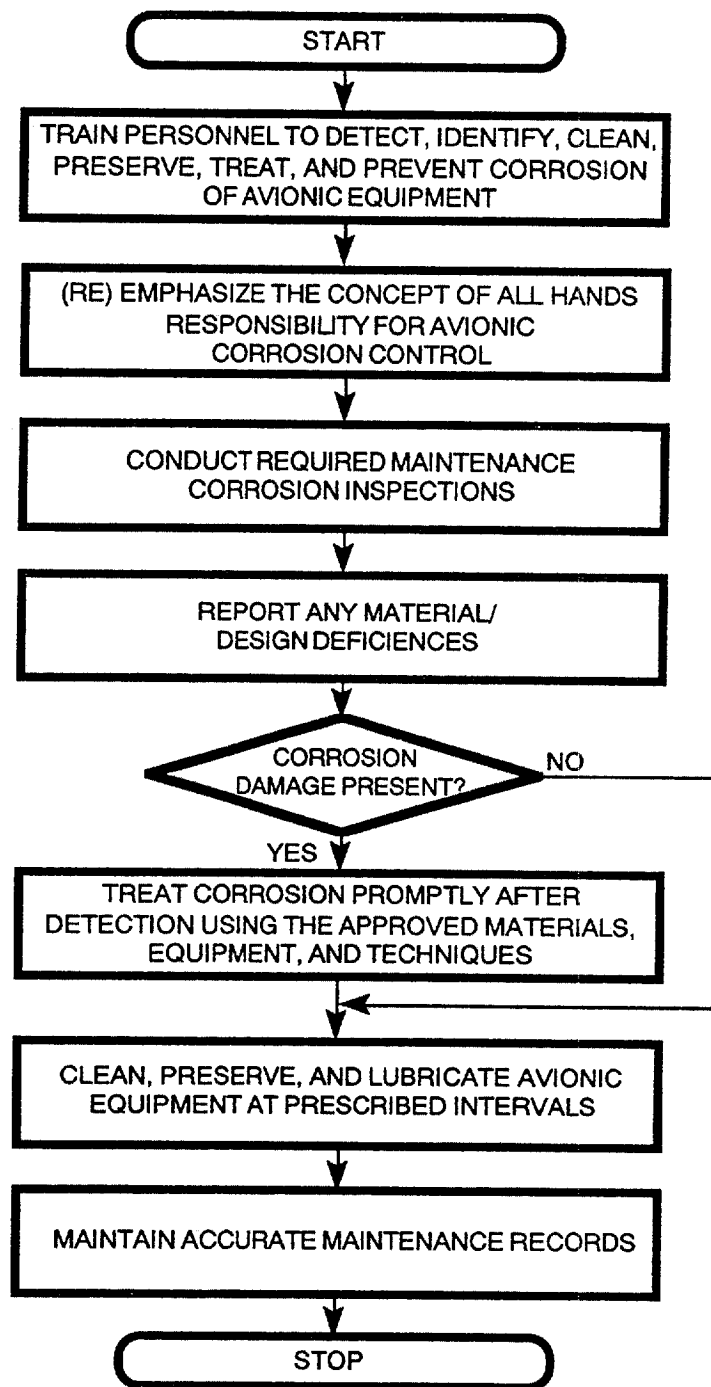 START
TRAIN PERSONNEL TO DETECT, IDENTIFY, CLEAN,
PRESERVE, TREAT, AND PREVENT CORROSION
OF AVIONIC EQUIPMENT
(RE) EMPHASIZE THE CONCEPT OF ALL HANDS
RESPONSIBILITY FOR AVIONIC
CORROSION CONTROL
CONDUCT REQUIRED MAINTENANCE
CORROSION INSPECTIONS
REPORT ANY MATERIAL/
DESIGN DEFICIENCES
CORROSION
DAMAGE PRESENT?
NO
YES
TREAT CORROSION PROMPTLY AFTER
DETECTION USING THE APPROVED MATERIALS,
EQUIPMENT, AND TECHNIQUES
CLEAN, PRESERVE, AND LUBRICATE AVIONIC
EQUIPMENT AT PRESCRIBED INTERVALS
MAINTAIN ACCURATE MAINTENANCE RECORDS
STOP